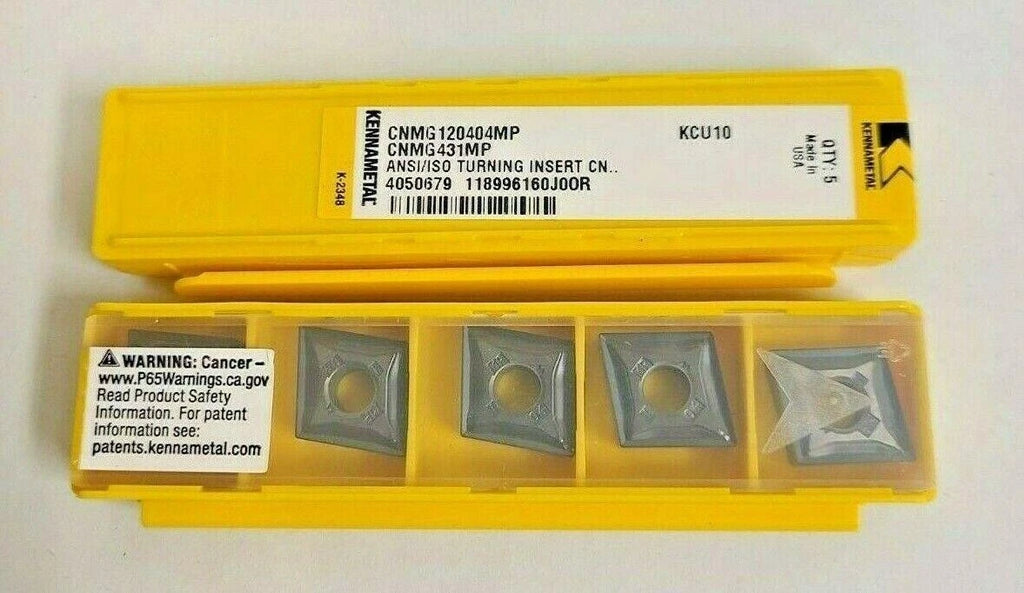 KENNAMETAL
K-2348
CNMG120404MP
KCU10
CNMG431MP
ANSI/ISO TURNING INSERT CN..
4050679 118996160J00R
QTY: 5
Made In
USA
KENNAMETAL
WARNING: Cancer –
www.P65Warnings.ca.gov
Read Product Safety
Information. For patent
information see:
patents.kennametal.com